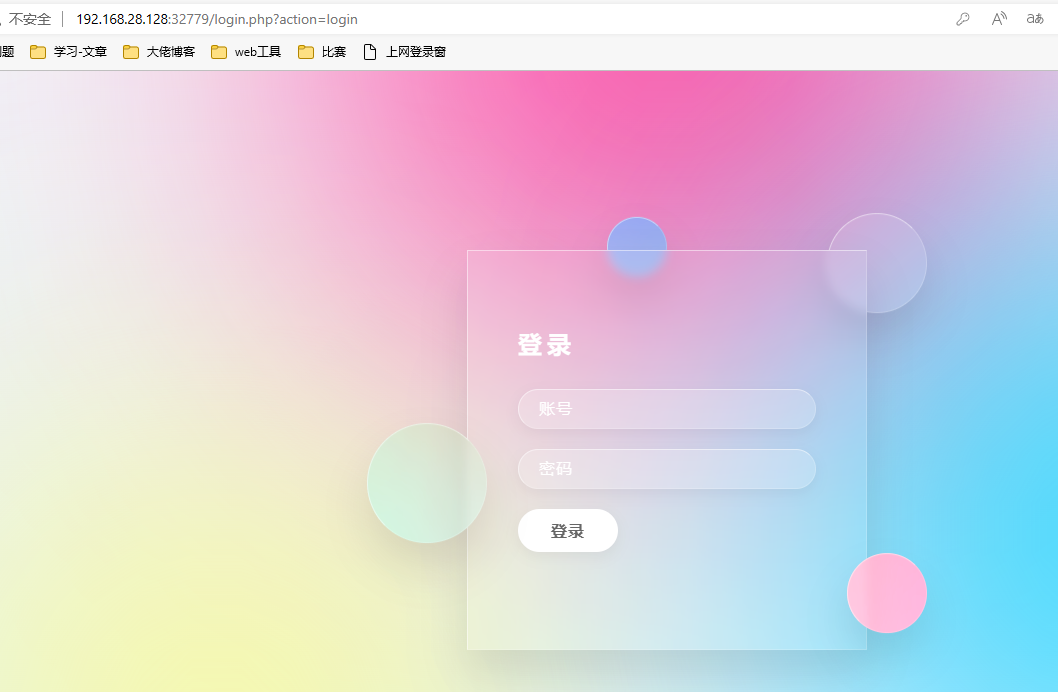 不安全 192.168.28.128:32779/login.php?action=login A aあ
题 学习-文章 大佬博客 web工具 比赛 上网登录窗
登录
账号
密码
登录